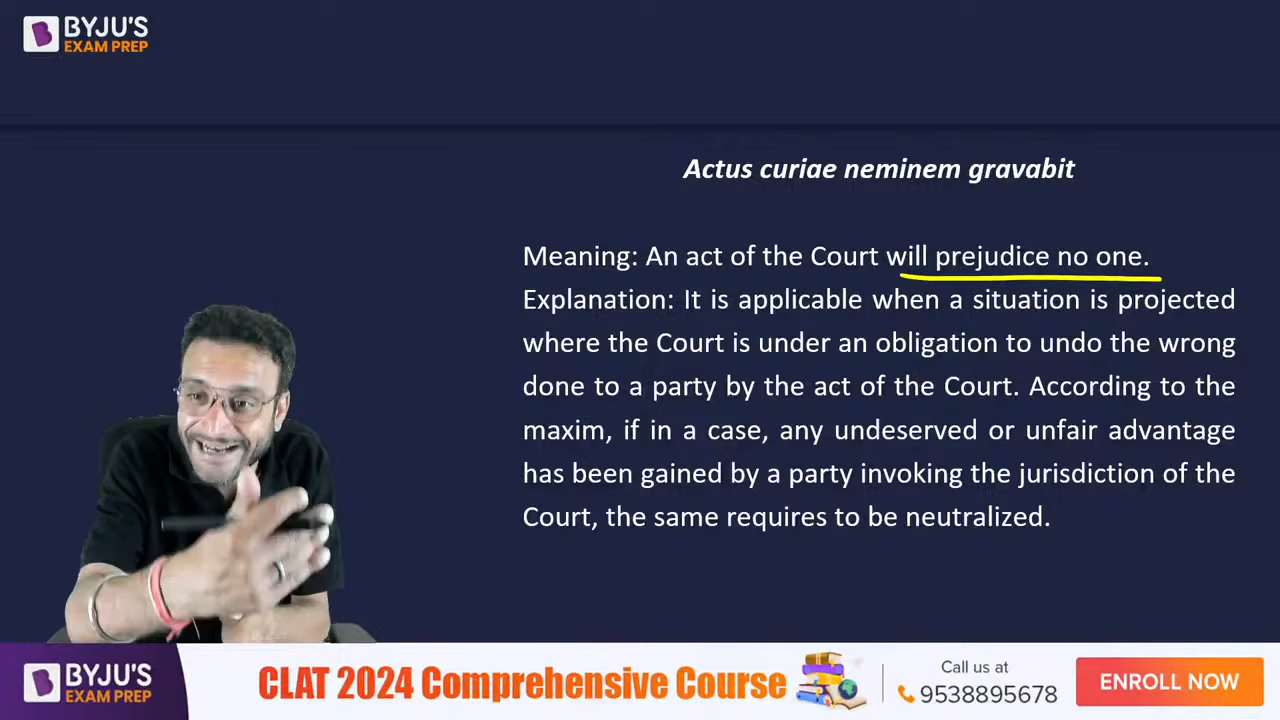 BYJU'S
EXAM PREP
Actus curiae neminem gravabit
Meaning: An act of the Court will prejudice no one.
Explanation: It is applicable when a situation is projected
where the Court is under an obligation to undo the wrong
done to a party by the act of the Court. According to the
maxim, if in a case, any undeserved or unfair advantage
has been gained by a party invoking the jurisdiction of the
Court, the same requires to be neutralized.
BYJU'S
EXAM PREP
CLAT 2024 Comprehensive Course
Call us at
9538895678
ENROLL NOW